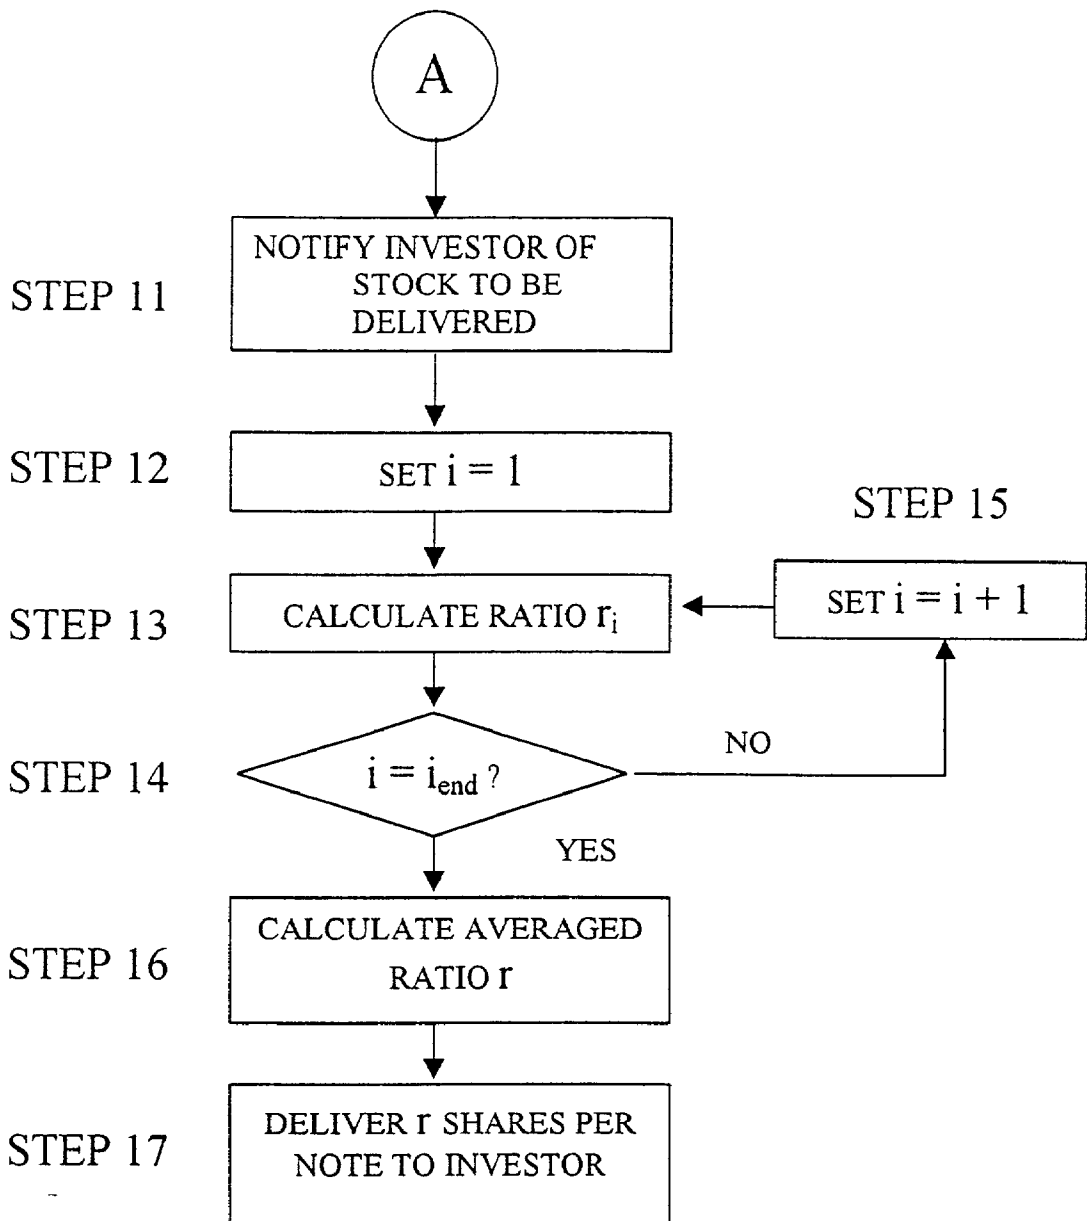 A
NOTIFY INVESTOR OF
STOCK TO BE
DELIVERED
STEP 11
STEP 12
SET i = 1
STEP 15
SET i = i + 1
STEP 13
CALCULATE RATIO rᵢ
NO
STEP 14
i = i_end ?
YES
CALCULATE AVERAGED
RATIO r
STEP 16
DELIVER r SHARES PER
NOTE TO INVESTOR
STEP 17